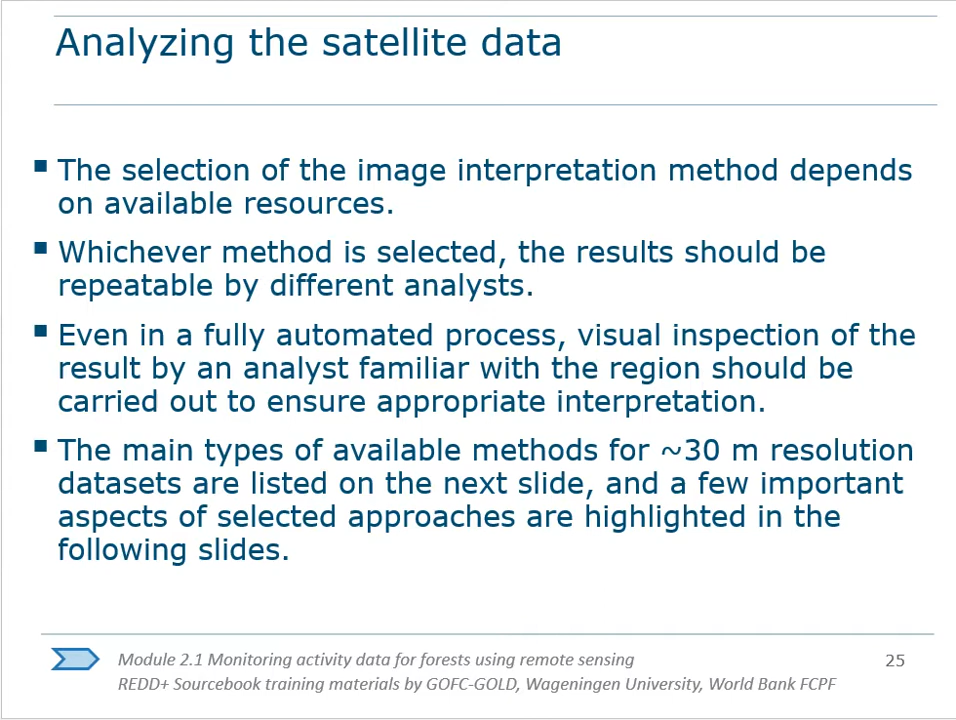 Analyzing the satellite data
The selection of the image interpretation method depends
on available resources.
Whichever method is selected, the results should be
repeatable by different analysts.
Even in a fully automated process, visual inspection of the
result by an analyst familiar with the region should be
carried out to ensure appropriate interpretation.
The main types of available methods for ~30 m resolution
datasets are listed on the next slide, and a few important
aspects of selected approaches are highlighted in the
following slides.
Module 2.1 Monitoring activity data for forests using remote sensing
REDD+ Sourcebook training materials by GOFC-GOLD, Wageningen University, World Bank FCPF
25